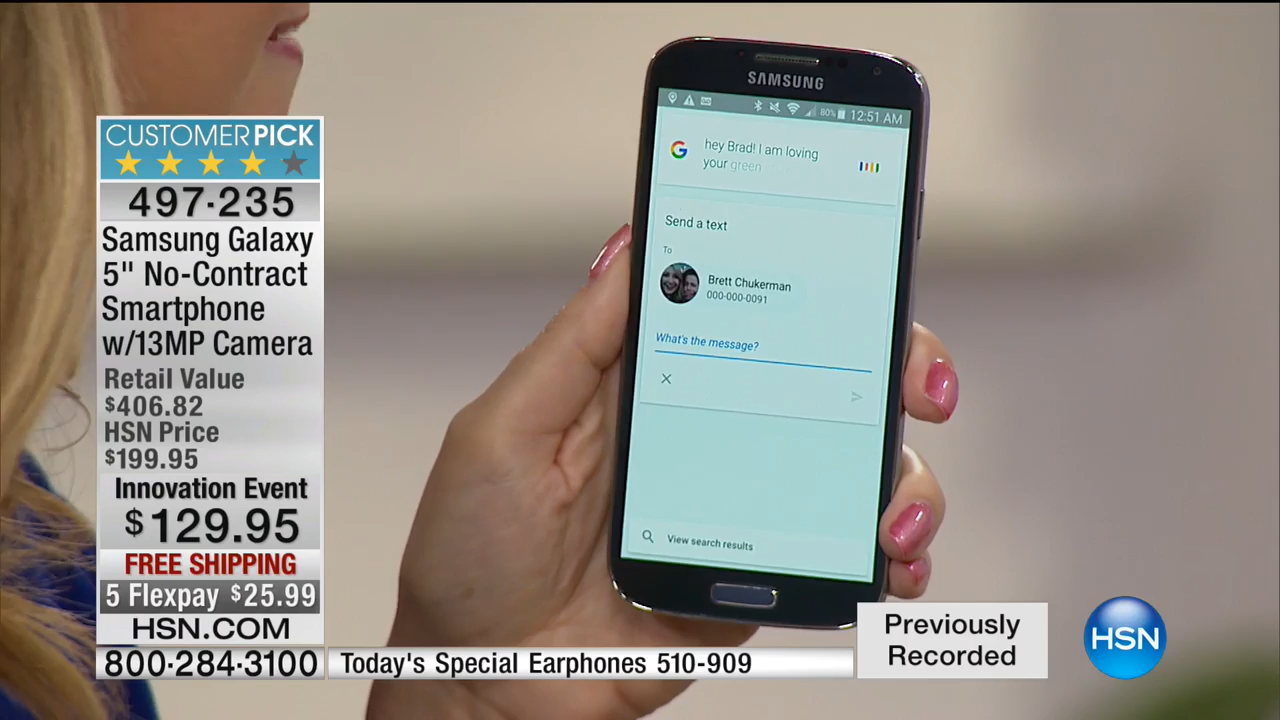 CUSTOMER PICK
497·235
Samsung Galaxy
5" No-Contract
Smartphone
w/13MP Camera
Retail Value
$406.82
HSN Price
$199.95
Innovation Event
$129.95
FREE SHIPPING
5 Flexpay $25.99
HSN.COM
800·284·3100
Today's Special Earphones 510-909
SAMSUNG
80% 12:51 AM
G
hey Brad! I am loving
your green
Send a text
To
Brett Chukerman
000-000-0091
What's the message?
View search results
Previously
Recorded
HSN